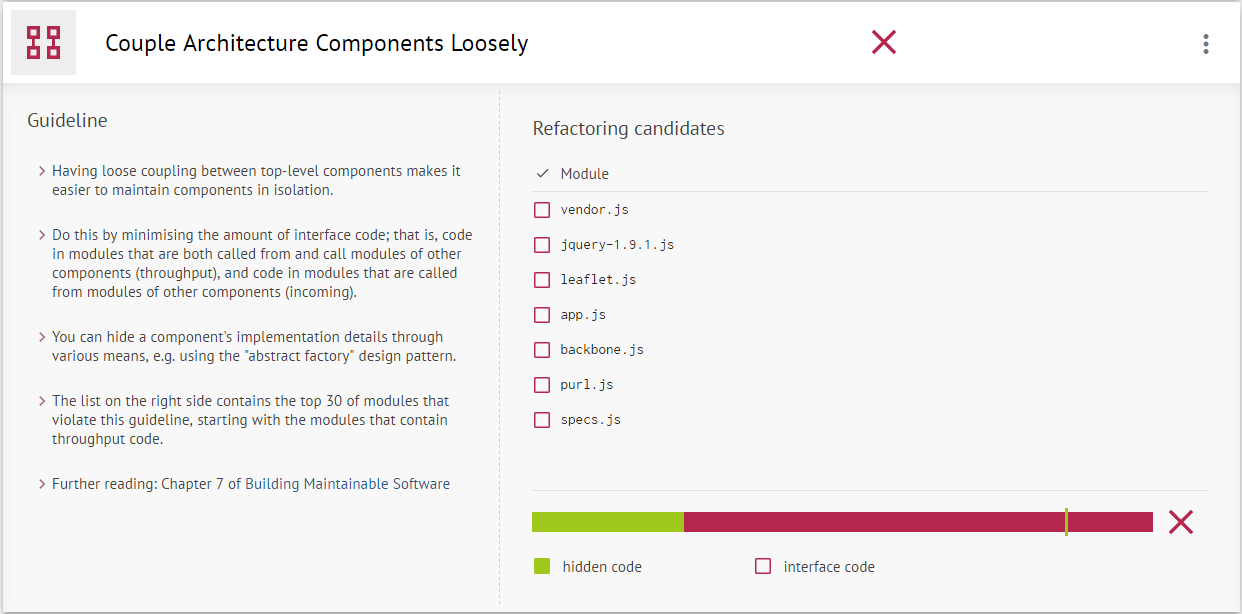 Couple Architecture Components Loosely
Guideline
Having loose coupling between top-level components makes it
easier to maintain components in isolation.
Do this by minimising the amount of interface code; that is, code
in modules that are both called from and call modules of other
components (throughput), and code in modules that are called
from modules of other components (incoming).
You can hide a component's implementation details through
various means, e.g. using the "abstract factory" design pattern.
The list on the right side contains the top 30 of modules that
violate this guideline, starting with the modules that contain
throughput code.
Further reading: Chapter 7 of Building Maintainable Software
Refactoring candidates
Module
vendor.js
jquery-1.9.1.js
leaflet.js
app.js
backbone.js
purl.js
specs.js
hidden code
interface code